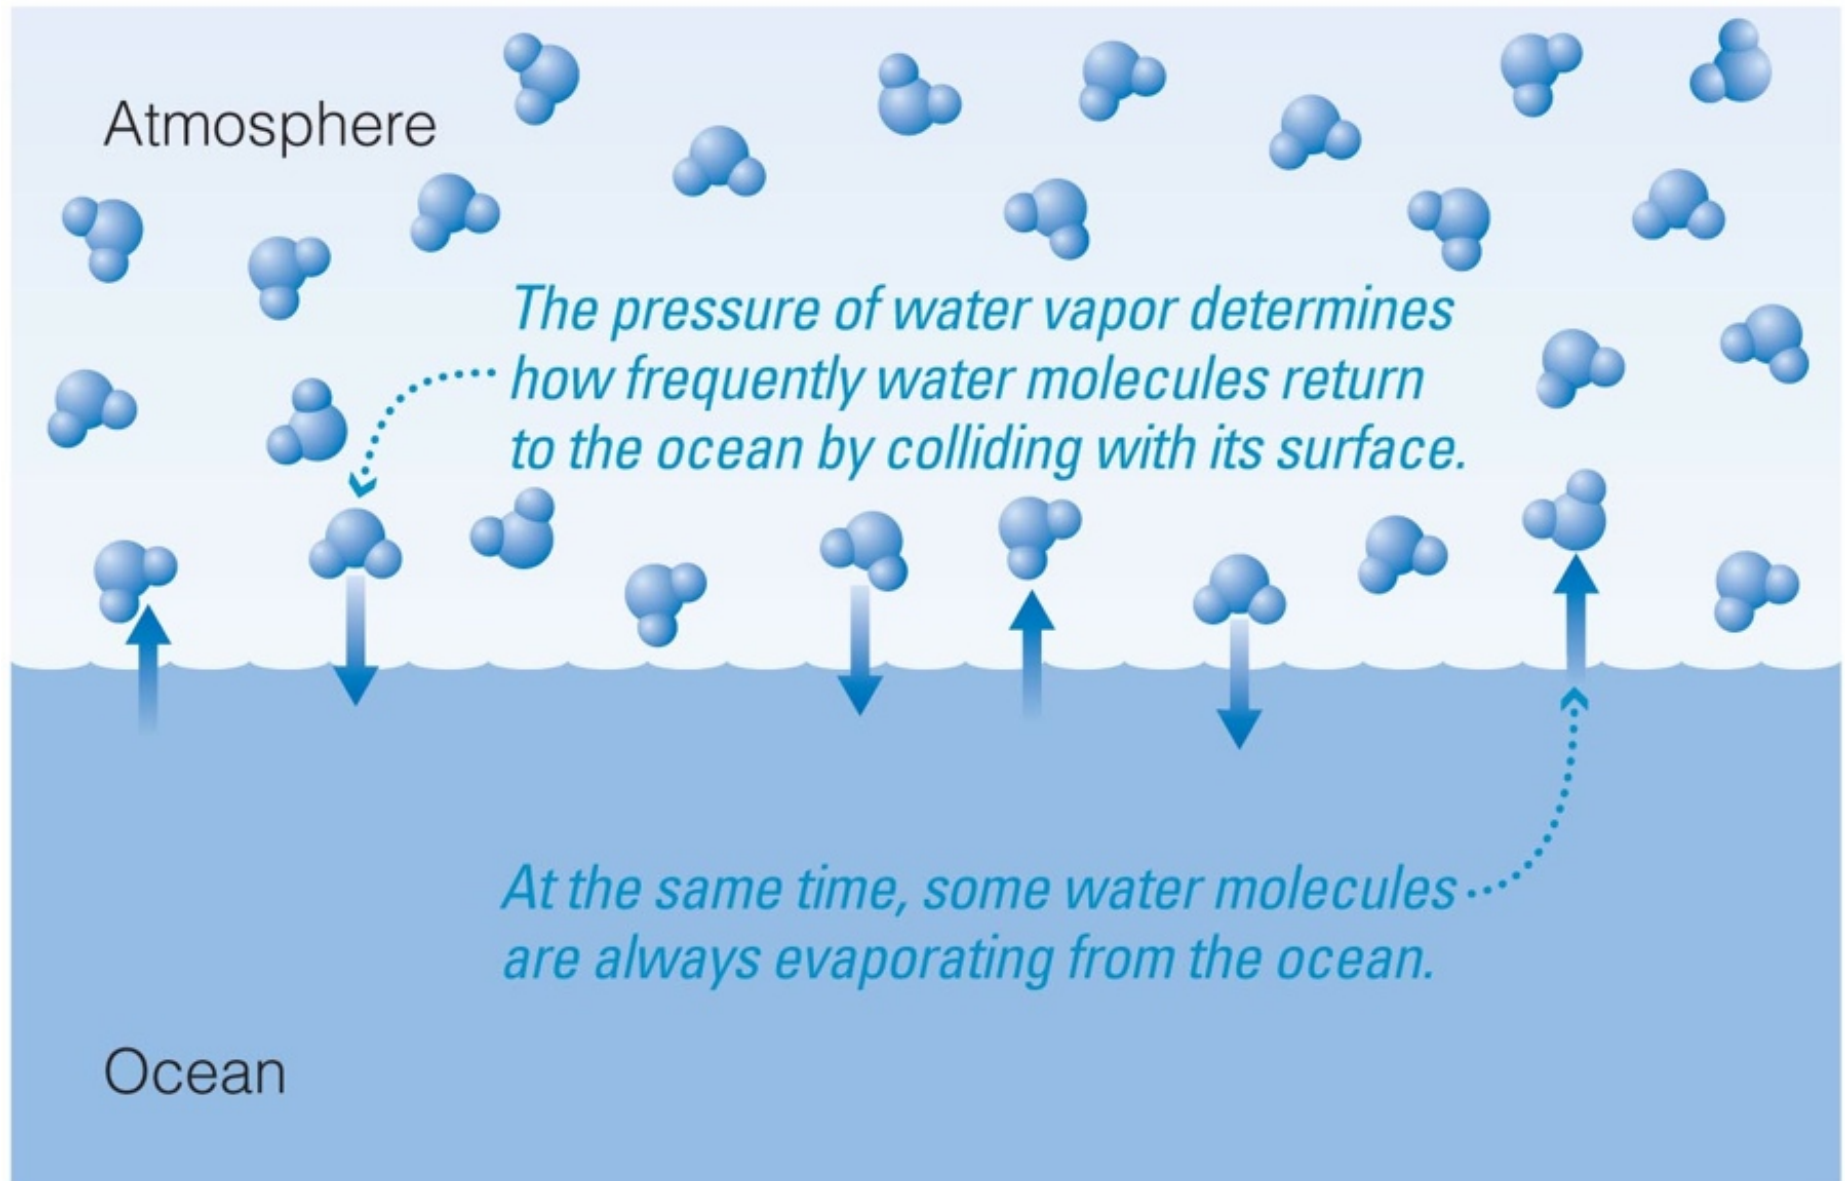 Atmosphere
The pressure of water vapor determines
how frequently water molecules return
to the ocean by colliding with its surface.
At the same time, some water molecules
are always evaporating from the ocean.
Ocean